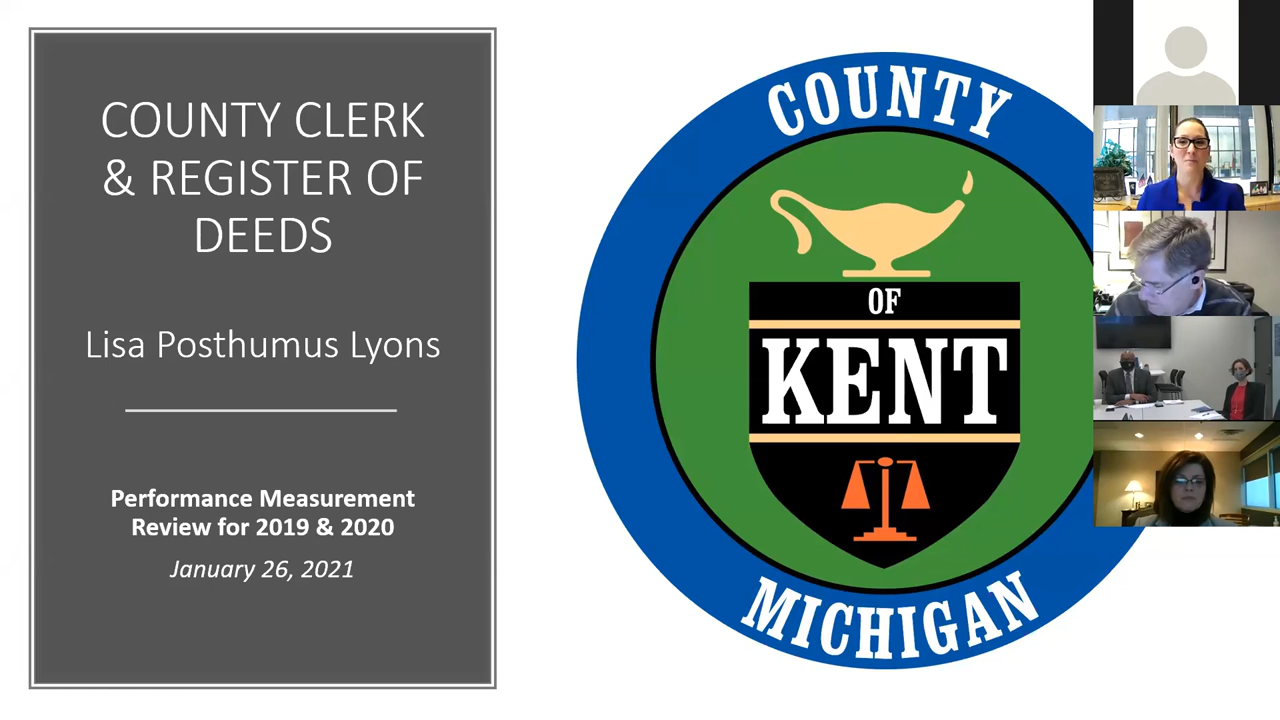 COUNTY CLERK
& REGISTER OF
DEEDS
Lisa Posthumus Lyons
Performance Measurement
Review for 2019 & 2020
January 26, 2021
COUNTY
OF
KENT
MICHIGAN